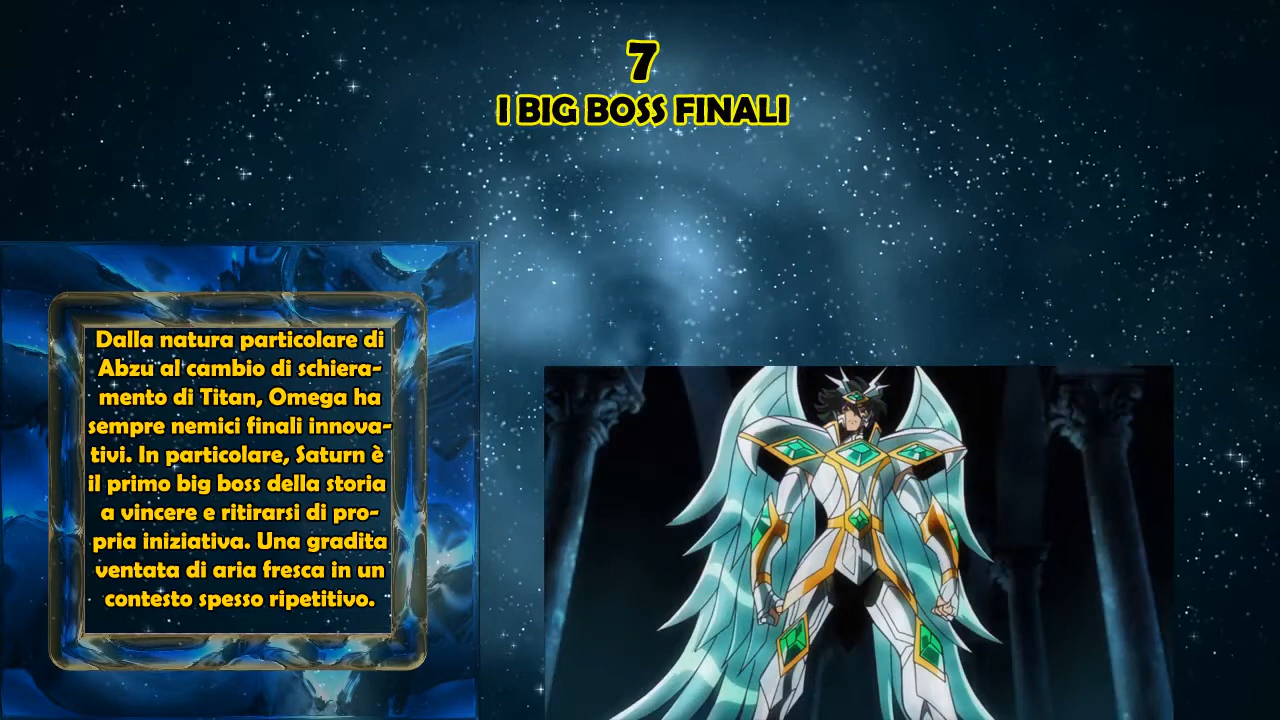 7
I BIG BOSS FINALI
Dalla natura particolare di
Abzu al cambio di schiera-
mento di Titan, Omega ha
sempre nemici finali innova-
tivi. In particolare, Saturn è
il primo big boss della storia
a vincere e ritirarsi di pro-
pria iniziativa. Una gradita
ventata di aria fresca in un
contesto spesso ripetitivo.